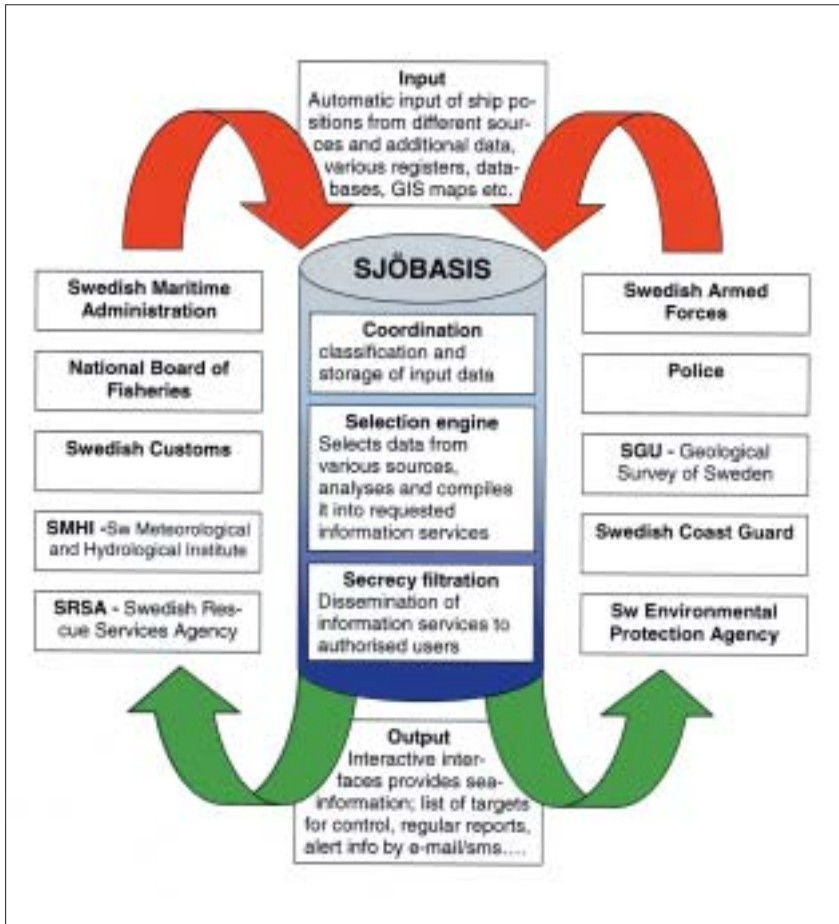 Input
Automatic input of ship po-
sitions from different sour-
ces and additional data,
various registers, data-
bases, GIS maps etc.
SJÖBASIS
Coordination
classification and
storage of input data
Selection engine
Selects data from
various sources,
analyses and compiles
it into requested
information services
Secrecy filtration
Dissemination of
information services to
authorised users
Swedish Maritime
Administration
National Board of
Fisheries
Swedish Customs
SMHI -Sw Meteorological
and Hydrological Institute
SRSA - Swedish Res-
cue Services Agency
Swedish Armed
Forces
Police
SGU - Geological
Survey of Sweden
Swedish Coast Guard
Sw Environmental
Protection Agency
Output
Interactive inter-
faces provides sea-
information; list of targets
for control, regular reports,
alert info by e-mail/sms....